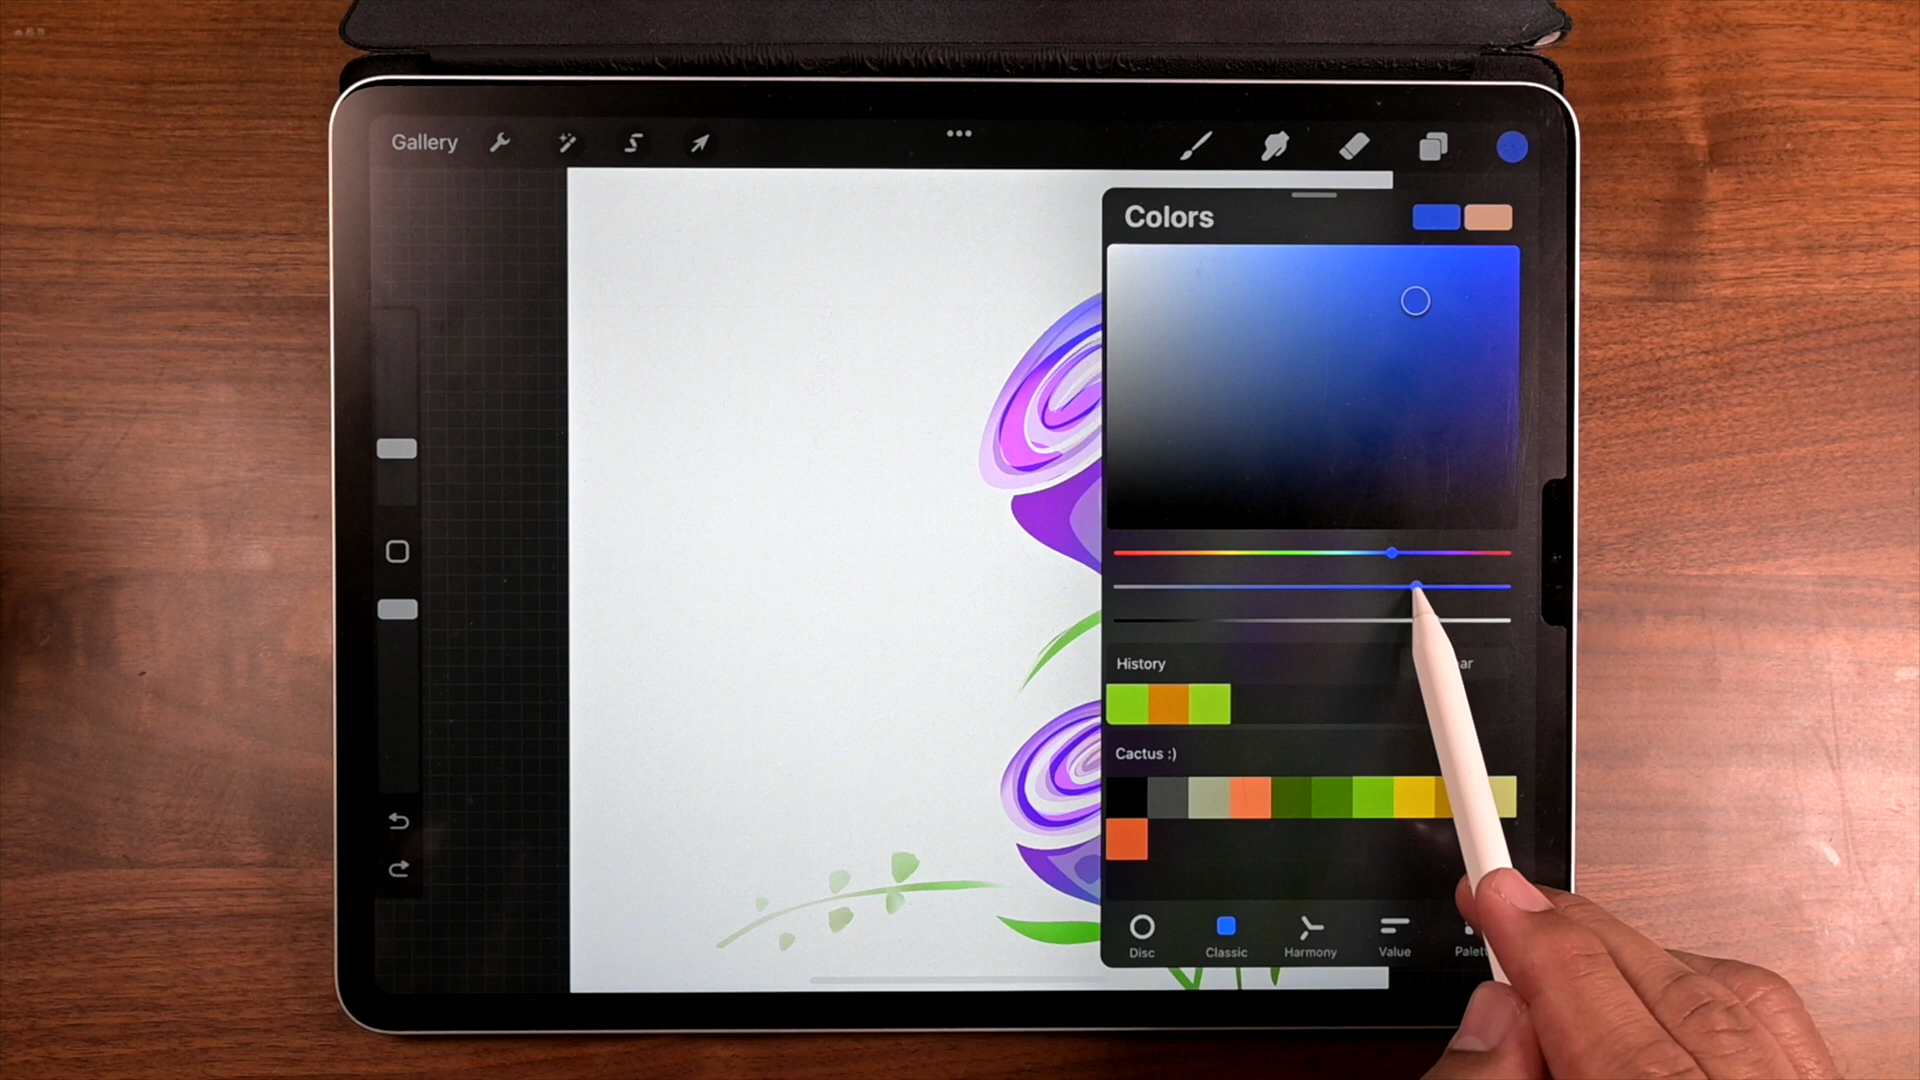 Gallery
Colors
History
Cactus :)
Disc
Classic
Harmony
Value